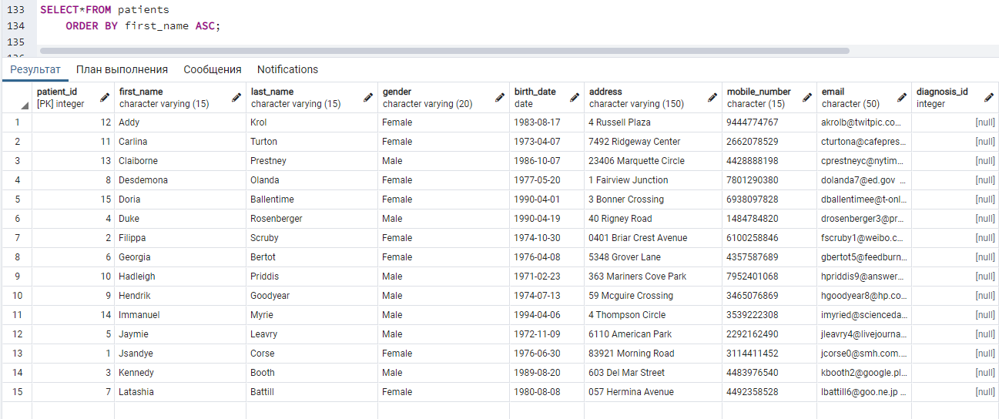 133 SELECT*FROM patients
134 ORDER BY first_name ASC;
135
Результат План выполнения Сообщения Notifications
patient_id first_name last_name gender birth_date address mobile_number email diagnosis_id
[PK] integer character varying (15) character varying (15) character varying (20) date character varying (150) character (15) character (50) integer
1 12 Addy Krol Female 1983-08-17 4 Russell Plaza 9444774767 akrolb@twitpic.co... [null]
2 11 Carlina Turton Female 1973-04-07 7492 Ridgeway Center 2662078529 cturtona@cafepres... [null]
3 13 Claiborne Prestney Male 1986-10-07 23406 Marquette Circle 4428888198 cprestneyc@nytim... [null]
4 8 Desdemona Olanda Female 1977-05-20 1 Fairview Junction 7801290380 dolanda7@ed.gov ... [null]
5 15 Doria Ballentime Female 1990-04-01 3 Bonner Crossing 6938097828 dballentimee@t-onl... [null]
6 4 Duke Rosenberger Male 1990-04-19 40 Rigney Road 1484784820 drosenberger3@pr... [null]
7 2 Filippa Scruby Female 1974-10-30 0401 Briar Crest Avenue 6100258846 fscruby1@weibo.c... [null]
8 6 Georgia Bertot Female 1976-04-08 5348 Grover Lane 4357587689 gbertot5@feedburn... [null]
9 10 Hadleigh Priddis Male 1971-02-23 363 Mariners Cove Park 7952401068 hpriddis9@answer... [null]
10 9 Hendrik Goodyear Male 1974-07-13 59 Mcguire Crossing 3465076869 hgoodyear8@hp.co... [null]
11 14 Immanuel Myrie Male 1994-04-06 4 Thompson Circle 3539222308 imyried@scienceda... [null]
12 5 Jaymie Leavry Male 1972-11-09 6110 American Park 2292162490 jleavry4@livejourna... [null]
13 1 Jsandye Corse Female 1976-06-30 83921 Morning Road 3114411452 jcorse0@smh.com.... [null]
14 3 Kennedy Booth Male 1989-08-20 603 Del Mar Street 4483976540 kbooth2@google.pl... [null]
15 7 Latashia Battill Female 1980-08-08 057 Hermina Avenue 4492358528 lbattill6@goo.ne.jp ... [null]